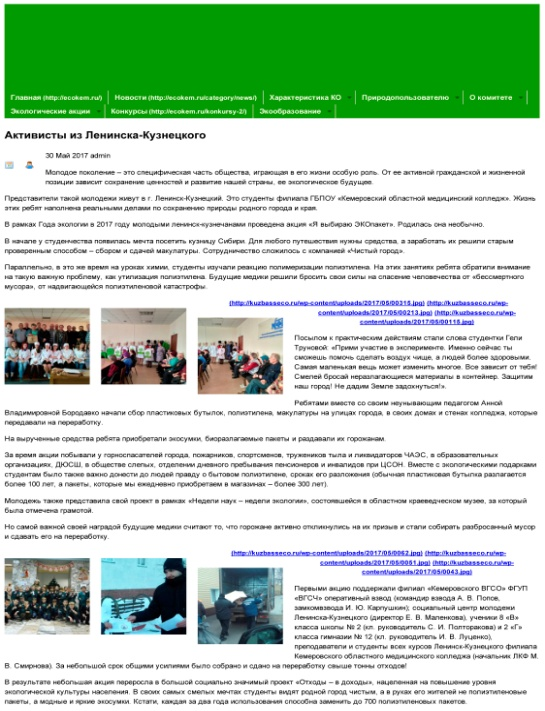 Главная (http://ecokem.ru/) Новости (http://ecokem.ru/category/news/) Характеристика КО Природопользователю О комитете
Экологические акции Конкурсы (http://ecokem.ru/konkursy-2/) Экообразование
Активисты из Ленинска-Кузнецкого
30 Май 2017 admin
Молодое поколение – это специфическая часть общества, играющая в его жизни особую роль. От ее активной гражданской и жизненной
позиции зависит сохранение ценностей и развитие нашей страны, ее экологическое будущее.
Представители такой молодежи живут в г. Ленинск-Кузнецкий. Это студенты филиала ГБПОУ «Кемеровский областной медицинский колледж». Жизнь
этих ребят наполнена реальными делами по сохранению природы родного города и края.
В рамках Года экологии в 2017 году молодыми ленинск-кузнечанами проведена акция «Я выбираю ЭКОпакет». Родилась она необычно.
В начале у студенчества появилась мечта посетить кузницу Сибири. Для любого путешествия нужны средства, а заработать их решили старым
проверенным способом – сбором и сдачей макулатуры. Сотрудничество сложилось с компанией «Чистый город».
Параллельно, в это же время на уроках химии, студенты изучали реакцию полимеризации полиэтилена. На этих занятиях ребята обратили внимание
на такую важную проблему, как утилизация полиэтилена. Будущие медики решили бросить свои силы на спасение человечества от «бессмертного
мусора», от надвигающейся полиэтиленовой катастрофы.
(http://kuzbasseco.ru/wp-content/uploads/2017/05/00315.jpg) (http://kuzbasseco.ru/wp-
content/uploads/2017/05/00213.jpg) (http://kuzbasseco.ru/wp-
content/uploads/2017/05/00115.jpg)
Посылом к практическим действиям стали слова студентки Гели
Труновой: «Прими участие в эксперименте. Именно сейчас ты
сможешь помочь сделать воздух чище, а людей более здоровыми.
Самая маленькая вещь может изменить многое. Все зависит от тебя!
Смелей бросай неразлагающиеся материалы в контейнер. Защитим
наш город! Не дадим Земле задохнуться!».
Ребятами вместе со своим неунывающим педагогом Анной
Владимировной Бородавко начали сбор пластиковых бутылок, полиэтилена, макулатуры на улицах города, в своих домах и стенах колледжа, которые
передавали на переработку.
На вырученные средства ребята приобретали экосумки, биоразлагаемые пакеты и раздавали их горожанам.
За время акции побывали у горноспасателей города, пожарников, спортсменов, тружеников тыла и ликвидаторов ЧАЭС, в образовательных
организациях, ДЮСШ, в обществе слепых, отделении дневного пребывания пенсионеров и инвалидов при ЦСОН. Вместе с экологическими подарками
студентам было также важно донести до людей правду о бытовом полиэтилене, сроках его разложения (обычная пластиковая бутылка разлагается
более 100 лет, а пакеты, которые мы ежедневно приобретаем в магазинах – более 300 лет).
Молодежь также представила свой проект в рамках «Недели наук – недели экологии», состоявшейся в областном краеведческом музее, за который
была отмечена грамотой.
Но самой важной своей наградой будущие медики считают то, что горожане активно откликнулись на их призыв и стали собирать разбросанный мусор
и сдавать его на переработку.
(http://kuzbasseco.ru/wp-content/uploads/2017/05/0062.jpg) (http://kuzbasseco.ru/wp-
content/uploads/2017/05/0051.jpg) (http://kuzbasseco.ru/wp-
content/uploads/2017/05/0043.jpg)
Первыми акцию поддержали филиал «Кемеровского ВГСО» ФГУП
«ВГСЧ» оперативный взвод (командир взвода А. В. Попов,
замкомвзвода И. Ю. Карпушкин); социальный центр молодежи
Ленинска-Кузнецкого (директор Е. В. Маленкова), ученики 8 «В»
класса школы № 2 (кл. руководитель С. И. Полторакова) и 2 «Г»
класса гимназии № 12 (кл. руководитель И. В. Луценко),
преподаватели и студенты всех курсов Ленинск-Кузнецкого филиала
Кемеровского областного медицинского колледжа (начальник ЛКФ М.
В. Смирнова). За небольшой срок общими усилиями было собрано и сдано на переработку свыше тонны отходов!
В результате небольшая акция переросла в большой социально значимый проект «Отходы – в доходы», нацеленная на повышение уровня
экологической культуры населения. В своих самых смелых мечтах студенты видят родной город чистым, а в руках его жителей не полиэтиленовые
пакеты, а модные и яркие экосумки. Кстати, каждая за два года использования способна заменить до 700 полиэтиленовых пакетов.